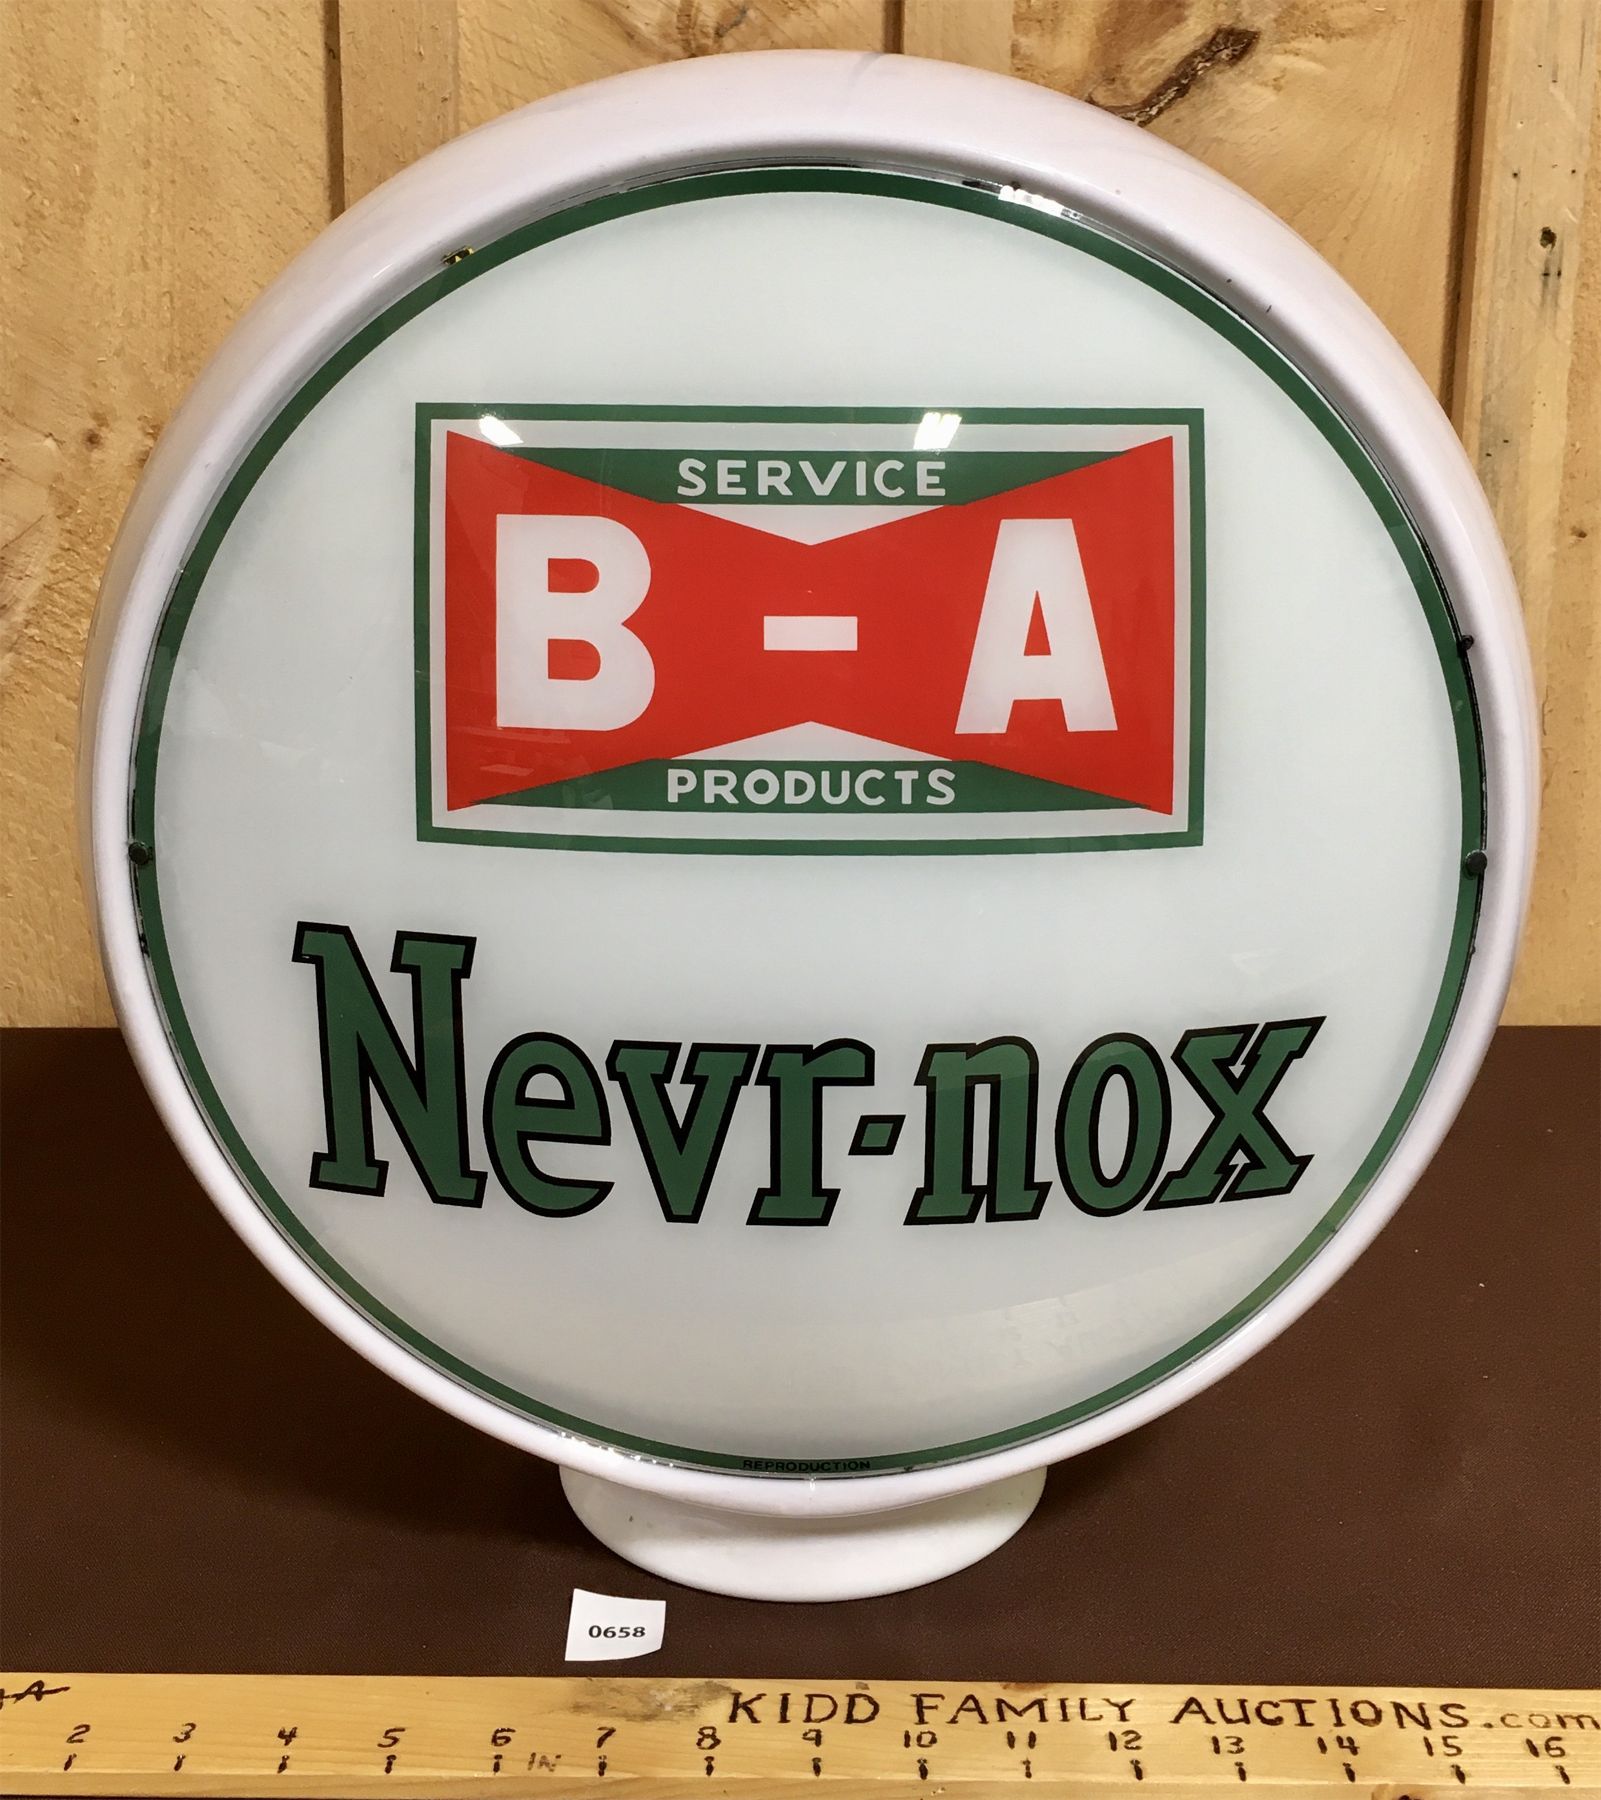 SERVICE
B-A
PRODUCTS
Nevr-nox
REPRODUCTION
0658
KIDD FAMILY AUCTIONS.com
2 3 4 5 6 IN 7 8 9 10 11 12 13 14 15 16